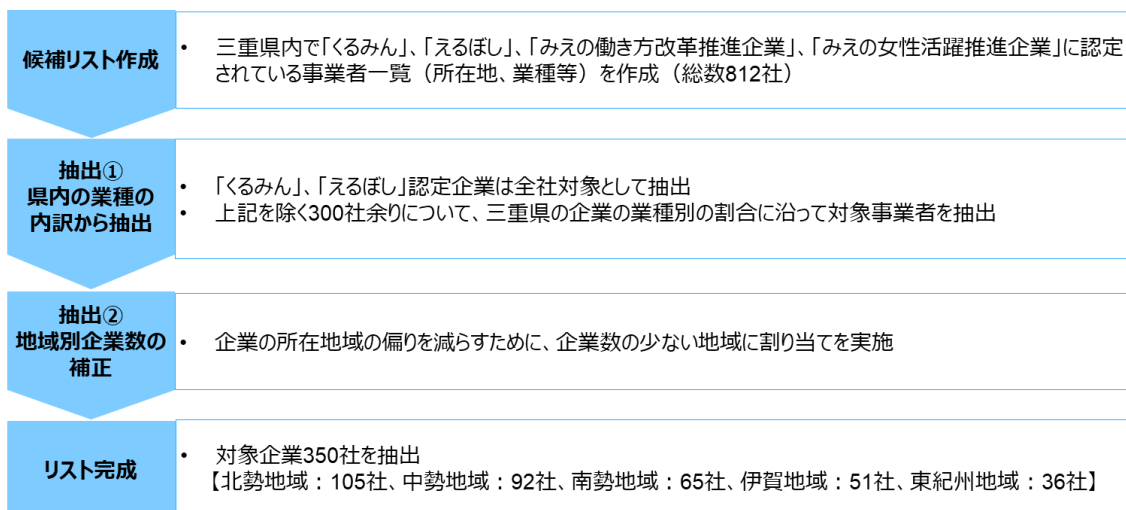 候補リスト作成
• 三重県内で「くるみん」、「えるぼし」、「みえの働き方改革推進企業」、「みえの女性活躍推進企業」に認定
されている事業者一覧（所在地、業種等）を作成（総数812社）
抽出①
県内の業種の
内訳から抽出
• 「くるみん」、「えるぼし」認定企業は全社対象として抽出
• 上記を除く300社余りについて、三重県の企業の業種別の割合に沿って対象事業者を抽出
抽出②
地域別企業数の
補正
• 企業の所在地域の偏りを減らすために、企業数の少ない地域に割り当てを実施
リスト完成
• 対象企業350社を抽出
【北勢地域：105社、中勢地域：92社、南勢地域：65社、伊賀地域：51社、東紀州地域：36社】